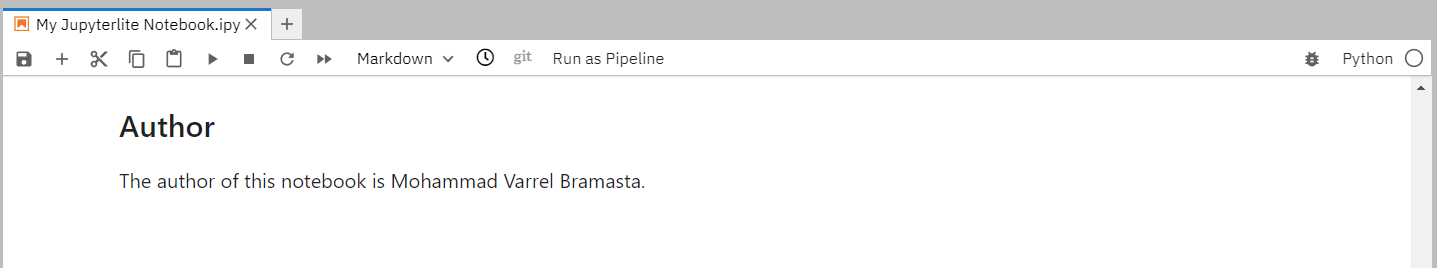 My Jupyterlite Notebook.ipy
Markdown git Run as Pipeline Python
Author
The author of this notebook is Mohammad Varrel Bramasta.